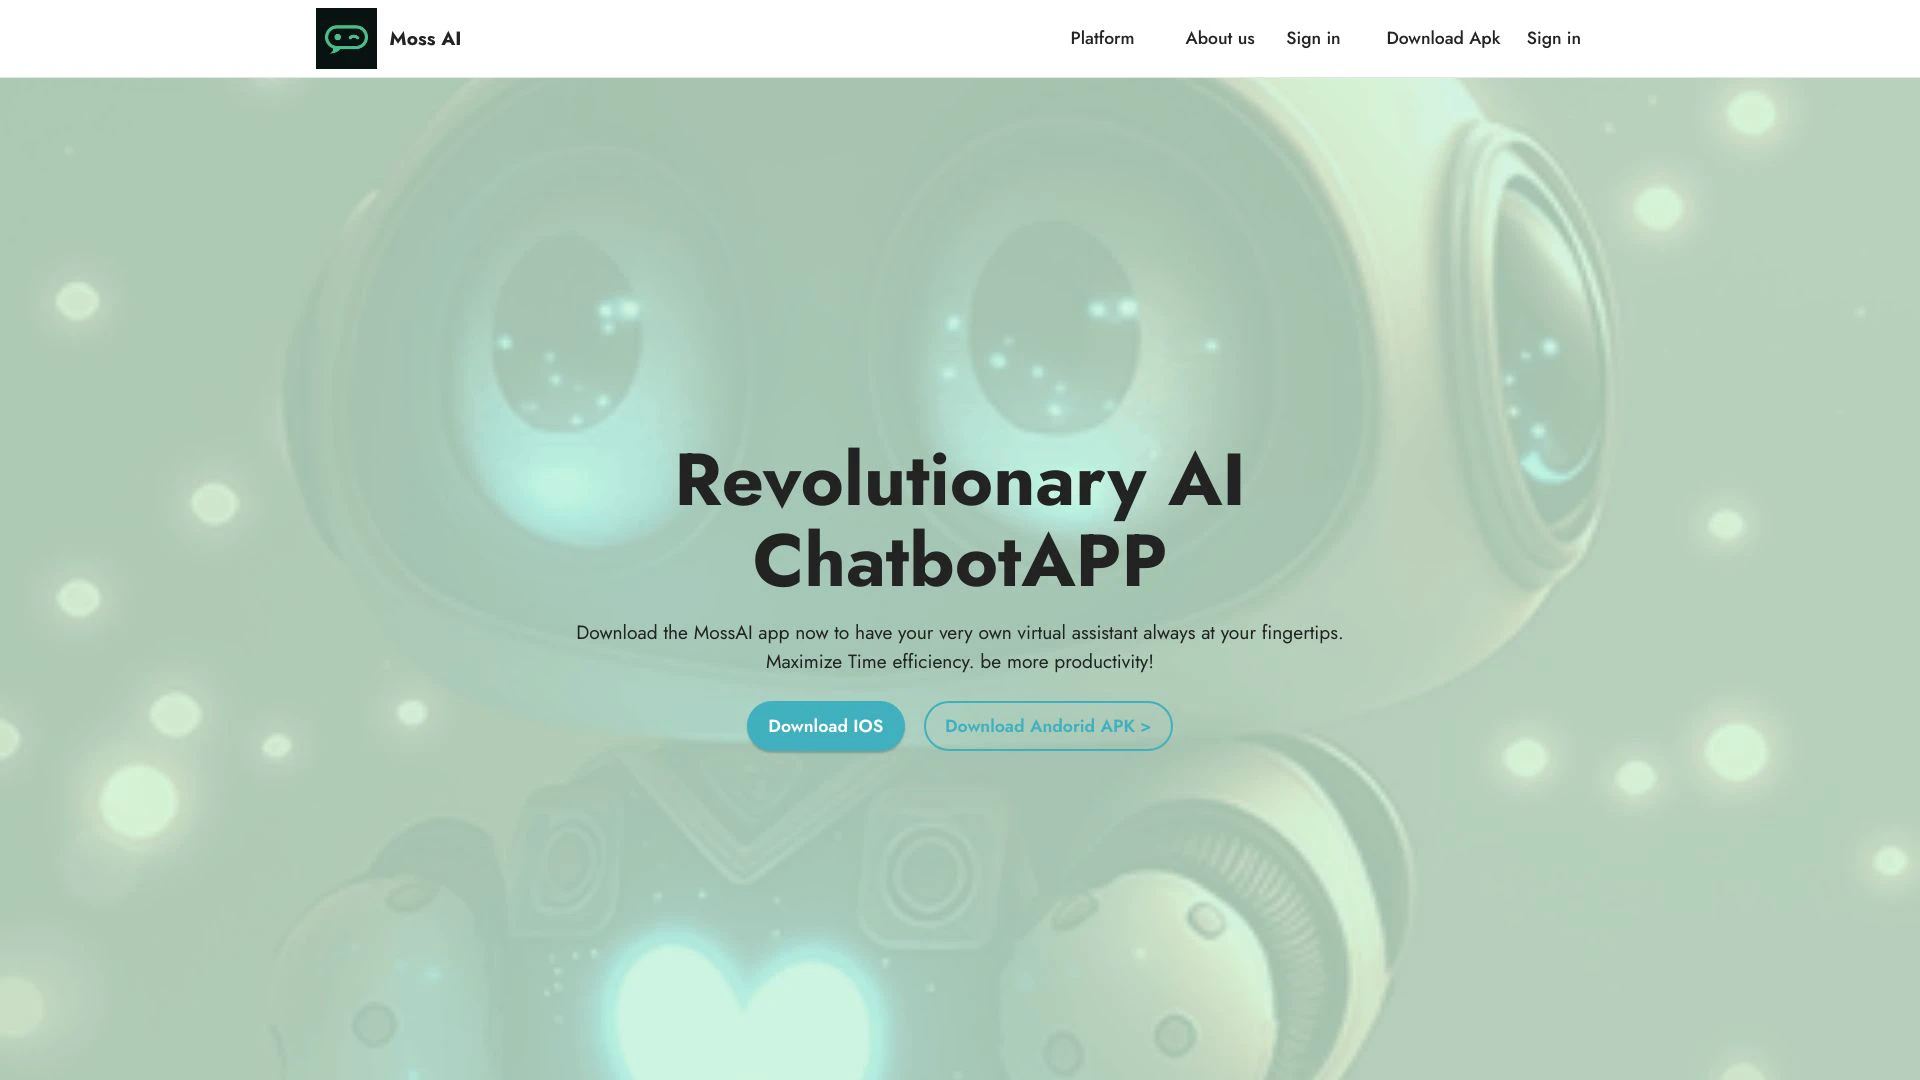 Moss AI
Platform
About us
Sign in
Download Apk
Sign in
Revolutionary AI
ChatbotAPP
Download the MossAI app now to have your very own virtual assistant always at your fingertips.
Maximize Time efficiency. be more productivity!
Download IOS
Download Andorid APK >